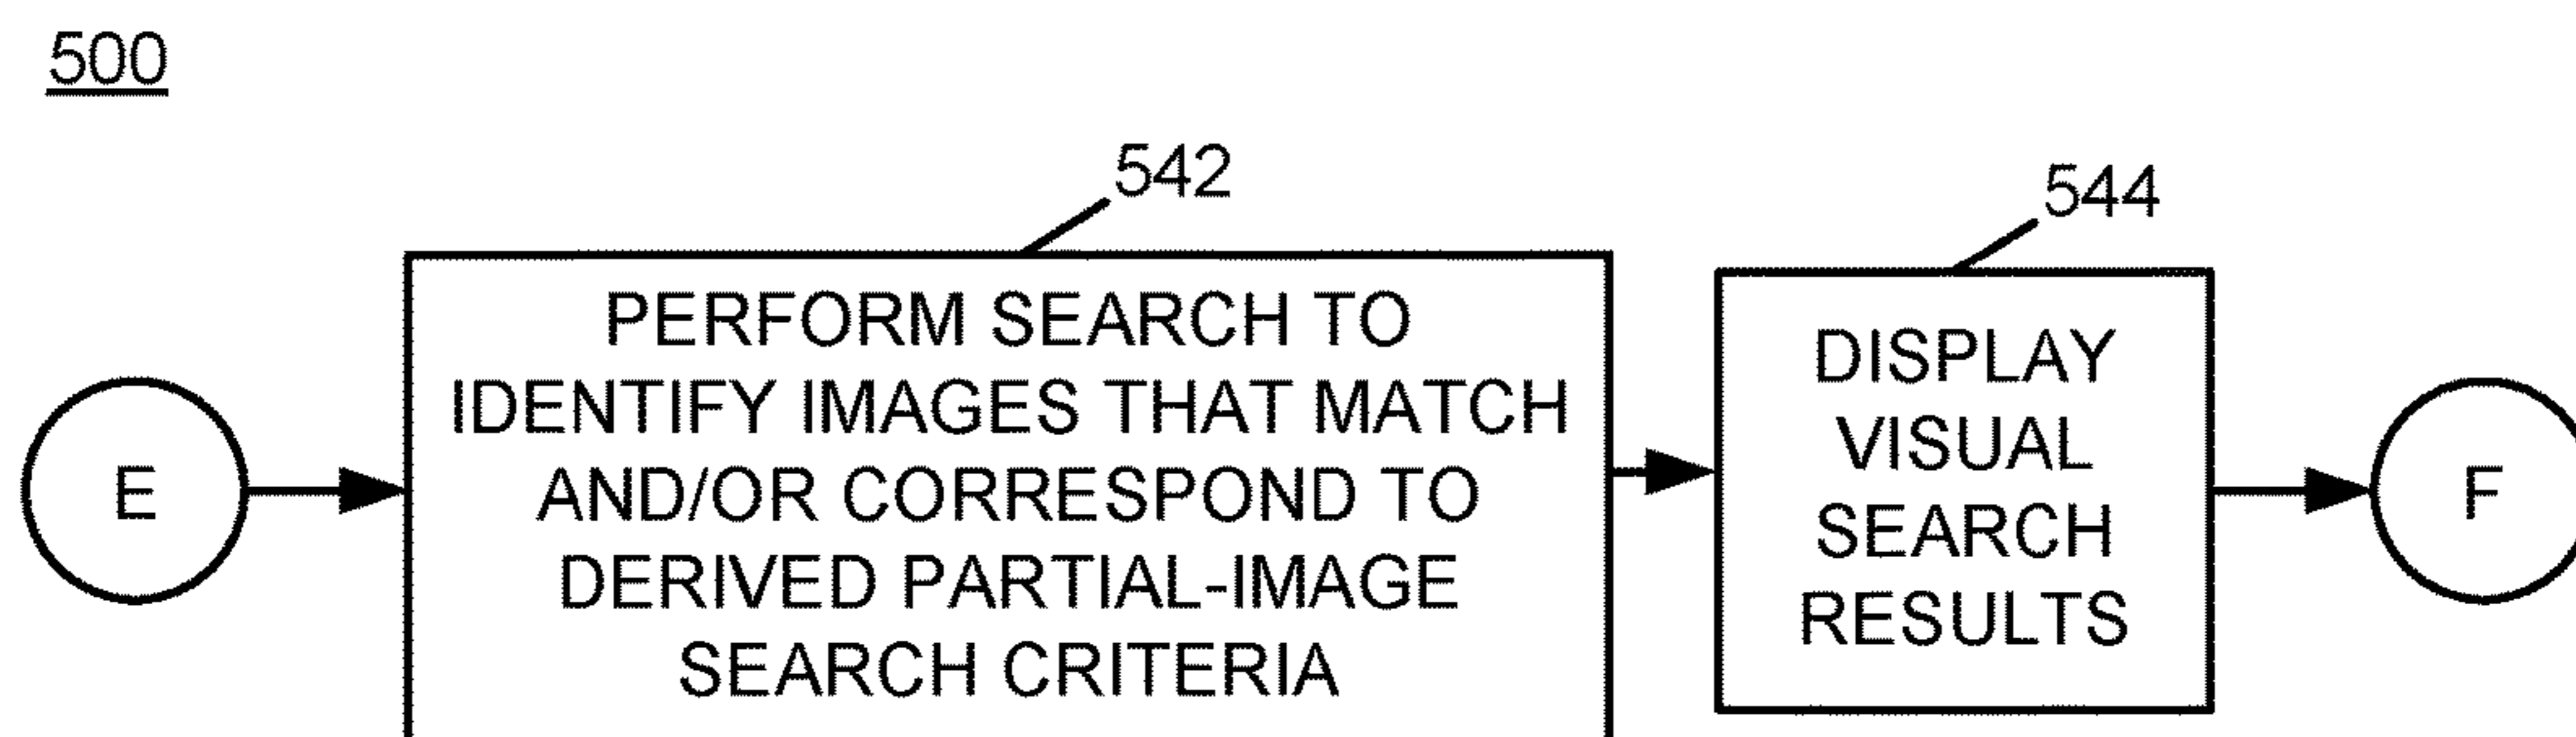 500
542
544
E
PERFORM SEARCH TO
IDENTIFY IMAGES THAT MATCH
AND/OR CORRESPOND TO
DERIVED PARTIAL-IMAGE
SEARCH CRITERIA
DISPLAY
VISUAL
SEARCH
RESULTS
F